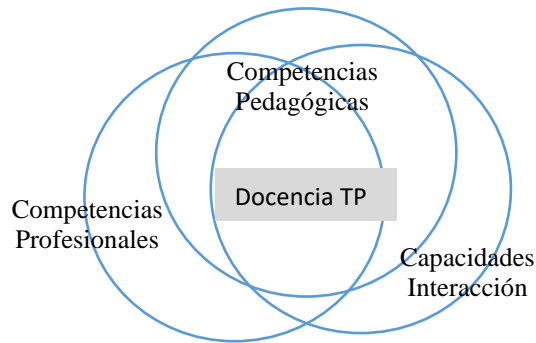 Competencias
Pedagógicas
Docencia TP
Competencias
Profesionales
Capacidades
Interacción